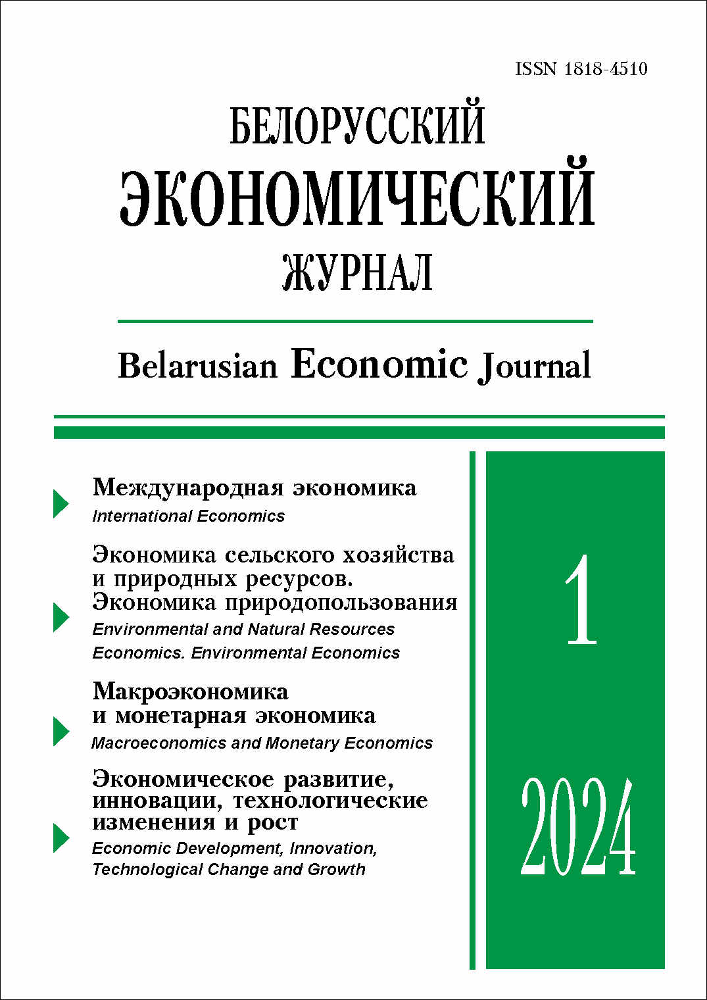 ISSN 1818-4510
БЕЛОРУССКИЙ
ЭКОНОМИЧЕСКИЙ
ЖУРНАЛ
Belarusian Economic Journal
Международная экономика
International Economics
Экономика сельского хозяйства
и природных ресурсов.
Экономика природопользования
Environmental and Natural Resources
Economics. Environmental Economics
Макроэкономика
и монетарная экономика
Macroeconomics and Monetary Economics
Экономическое развитие,
инновации, технологические
изменения и рост
Economic Development, Innovation,
Technological Change and Growth
1
2024